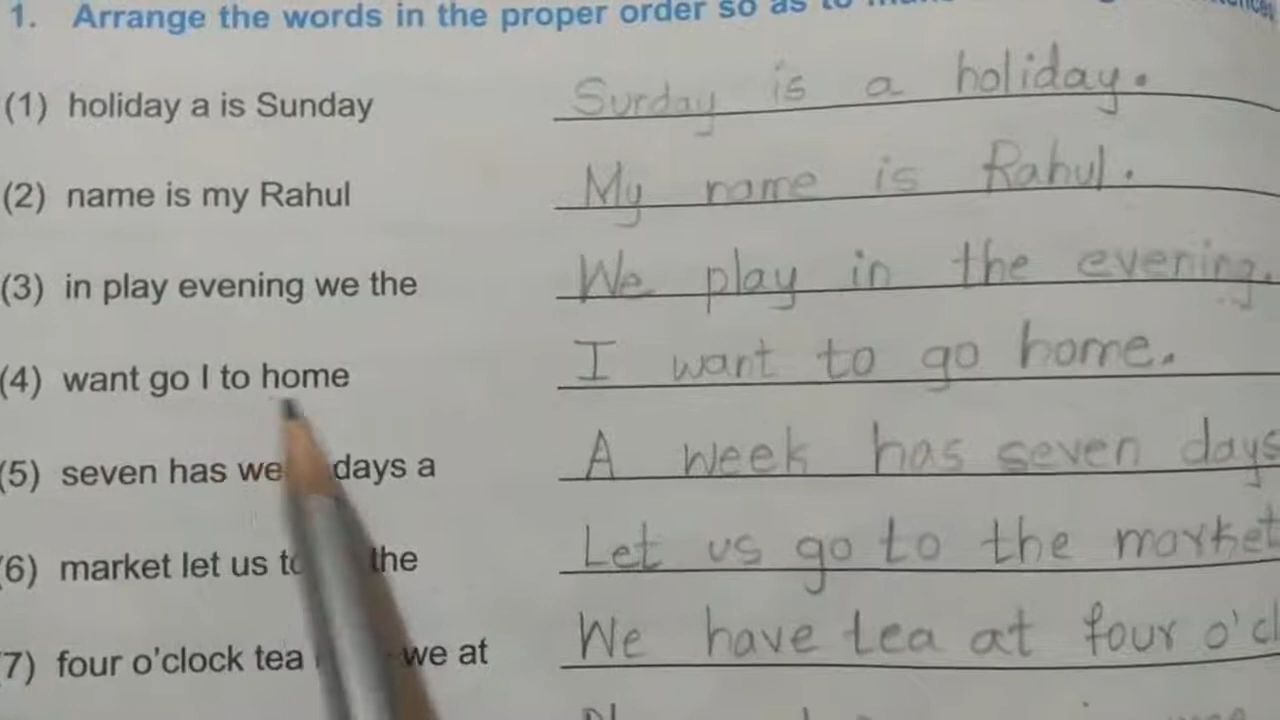 1. Arrange the words in the proper order so as to
(1) holiday a is Sunday Sunday is a holiday.
(2) name is my Rahul My name is Rahul.
(3) in play evening we the We play in the evening.
(4) want go I to home I want to go home.
(5) seven has days a A week has seven days
(6) market let us the Let us go to the market
7) four o'clock tea we at We have tea at four o'cl